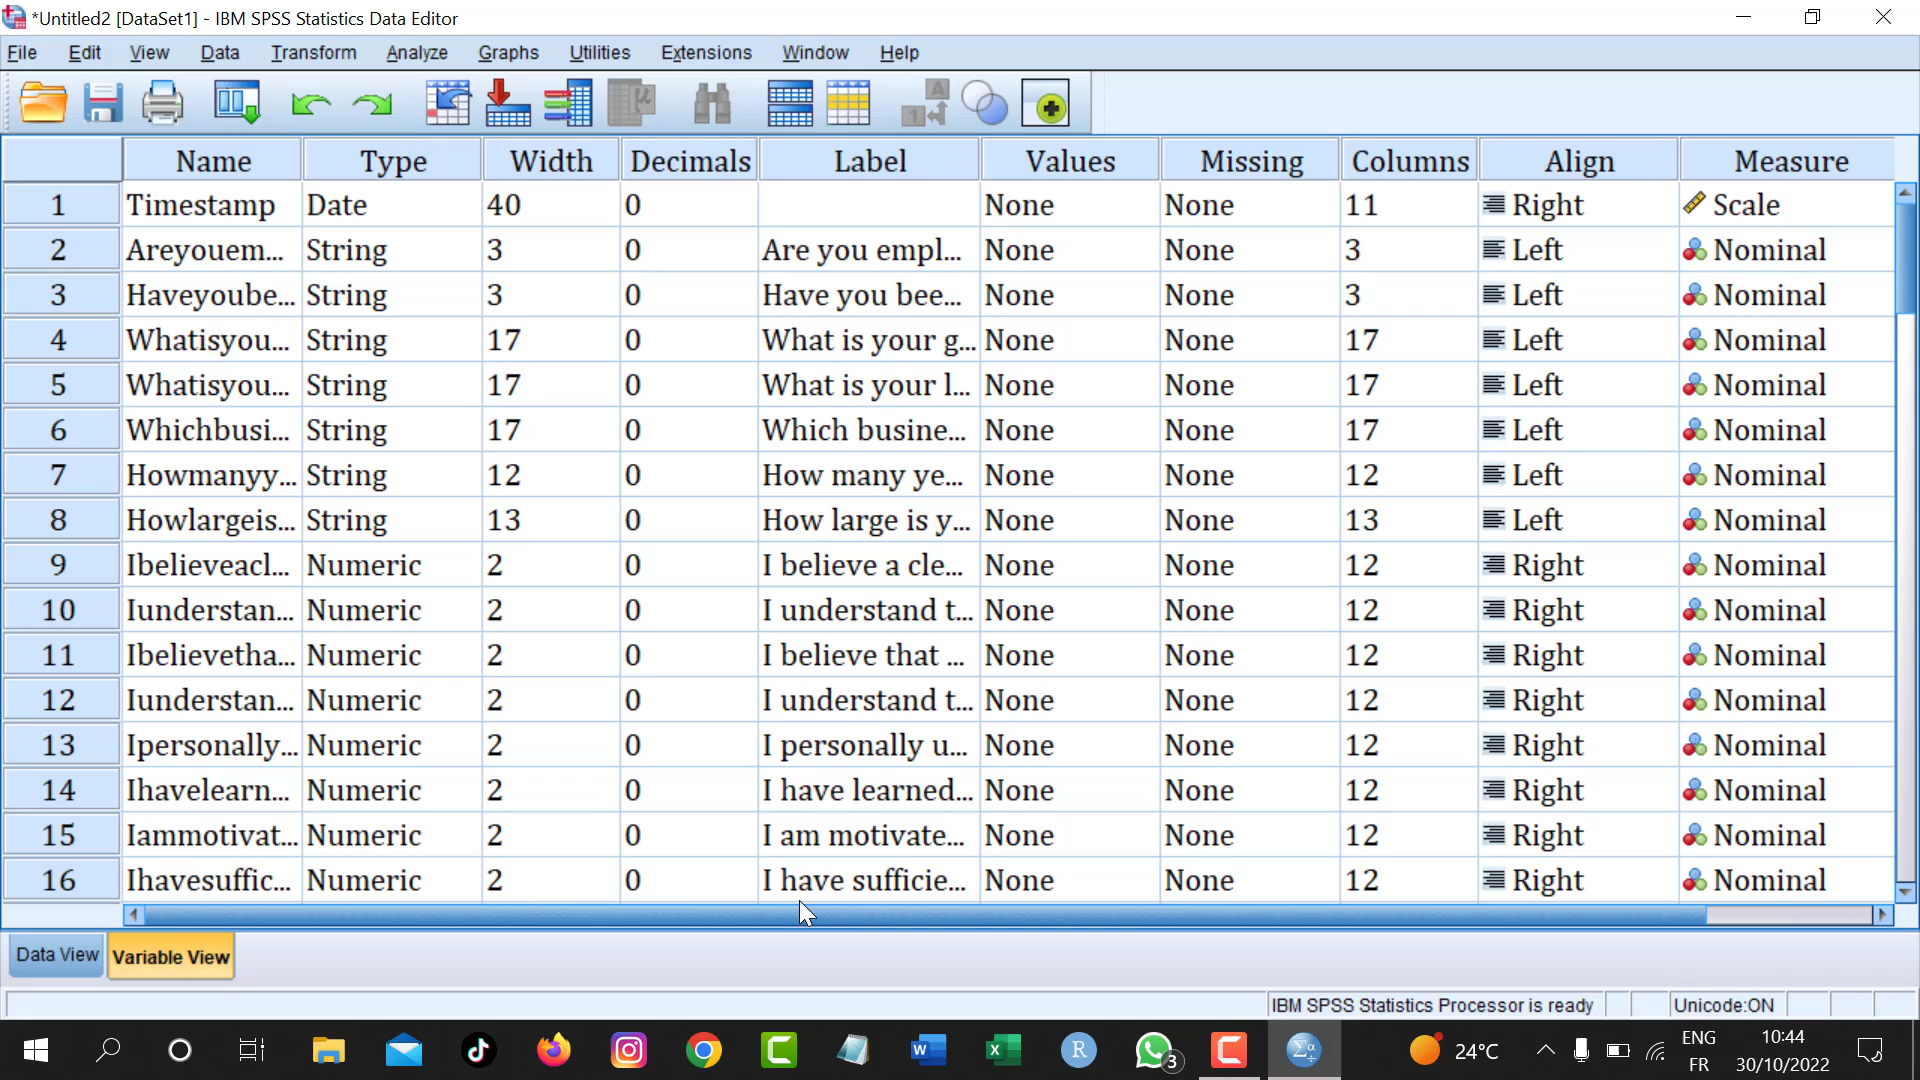 *Untitled2 [DataSet1] - IBM SPSS Statistics Data Editor
File Edit View Data Transform Analyze Graphs Utilities Extensions Window Help
Name Type Width Decimals Label Values Missing Columns Align Measure
1 Timestamp Date 40 0 None None 11 Right Scale
2 Areyouem... String 3 0 Are you empl... None None 3 Left Nominal
3 Haveyoube... String 3 0 Have you bee... None None 3 Left Nominal
4 Whatisyou... String 17 0 What is your g... None None 17 Left Nominal
5 Whatisyou... String 17 0 What is your l... None None 17 Left Nominal
6 Whichbusi... String 17 0 Which busine... None None 17 Left Nominal
7 Howmanyy... String 12 0 How many ye... None None 12 Left Nominal
8 Howlargeis... String 13 0 How large is y... None None 13 Left Nominal
9 Ibelieveacl... Numeric 2 0 I believe a cle... None None 12 Right Nominal
10 Iunderstan... Numeric 2 0 I understand t... None None 12 Right Nominal
11 Ibelievetha... Numeric 2 0 I believe that ... None None 12 Right Nominal
12 Iunderstan... Numeric 2 0 I understand t... None None 12 Right Nominal
13 Ipersonally... Numeric 2 0 I personally u... None None 12 Right Nominal
14 Ihavelearn... Numeric 2 0 I have learned... None None 12 Right Nominal
15 Iammotivat... Numeric 2 0 I am motivate... None None 12 Right Nominal
16 Ihavesuffic... Numeric 2 0 I have sufficie... None None 12 Right Nominal
Data View Variable View
IBM SPSS Statistics Processor is ready Unicode:ON
3 24°C ENG 10:44
FR 30/10/2022